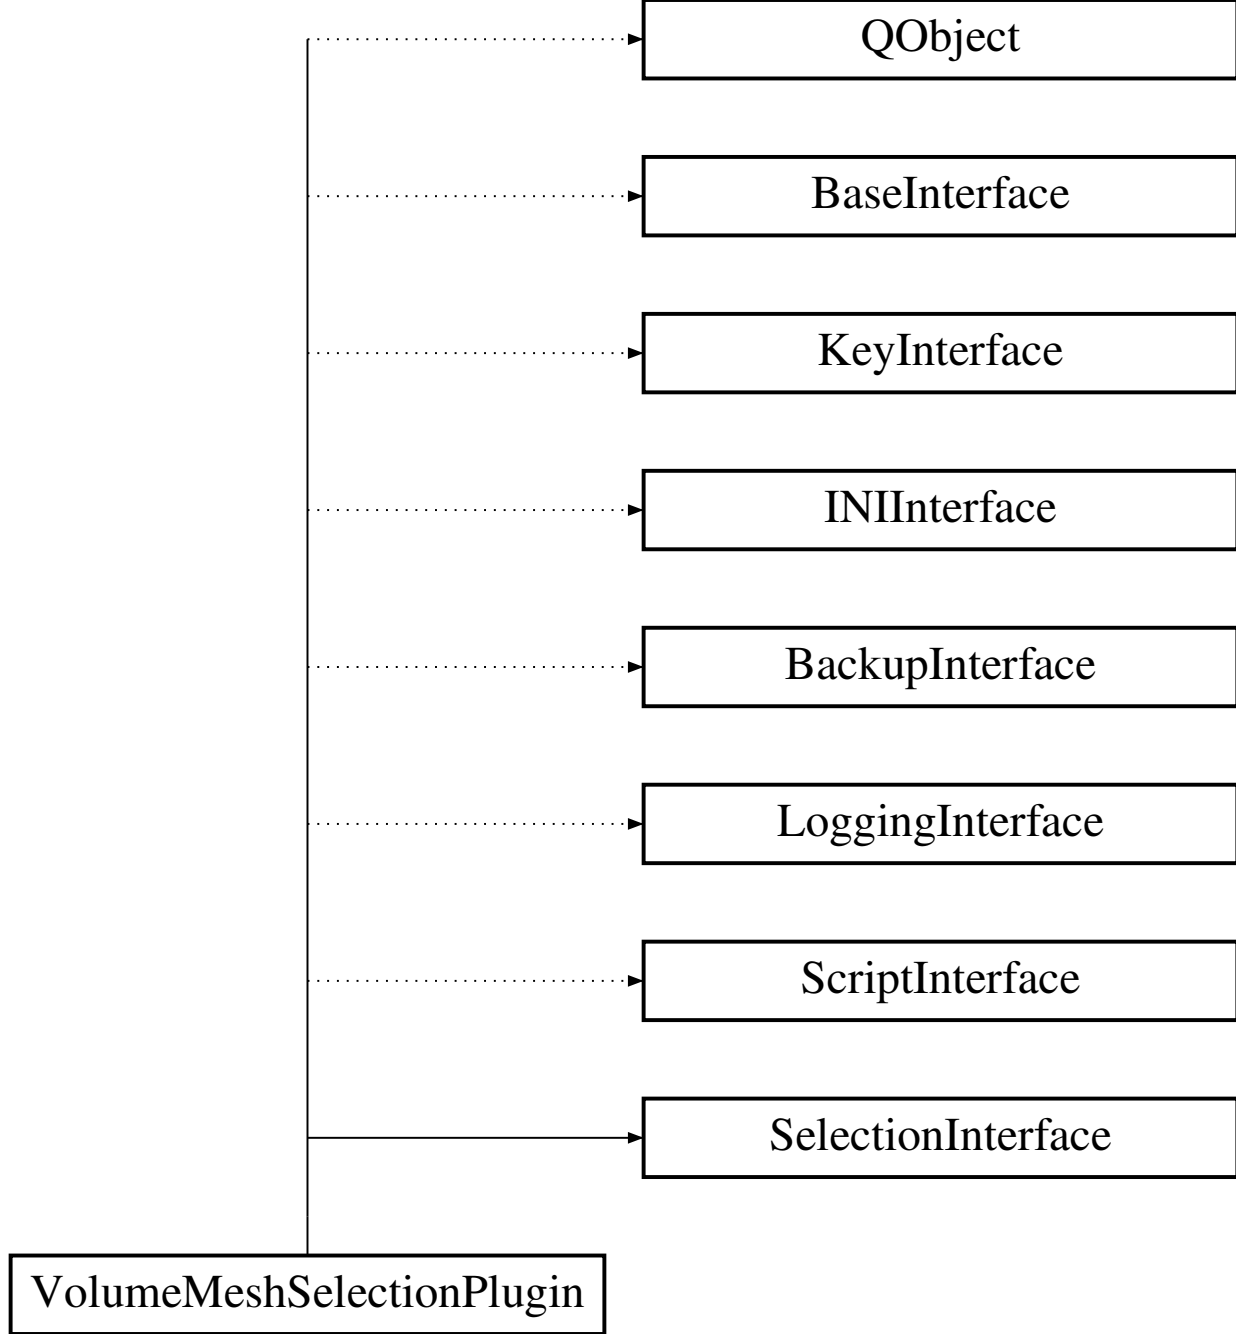 QObject
BaseInterface
KeyInterface
INIInterface
BackupInterface
LoggingInterface
ScriptInterface
SelectionInterface
VolumeMeshSelectionPlugin